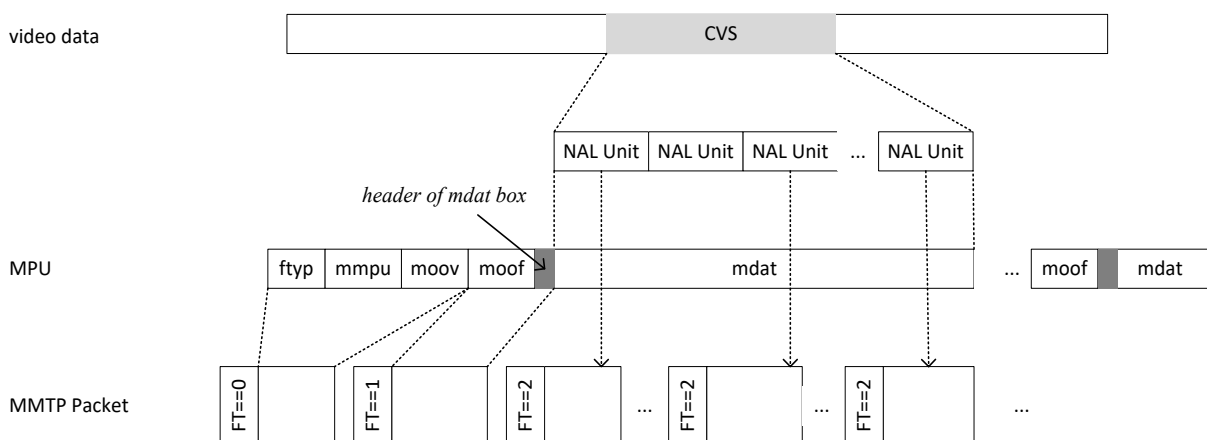 video data CVS
NAL Unit NAL Unit NAL Unit ... NAL Unit
header of mdat box
MPU ftyp mmpu moov moof mdat ... moof mdat
MMTP Packet FT==0 FT==1 FT==2 ... FT==2 ... FT==2 ...